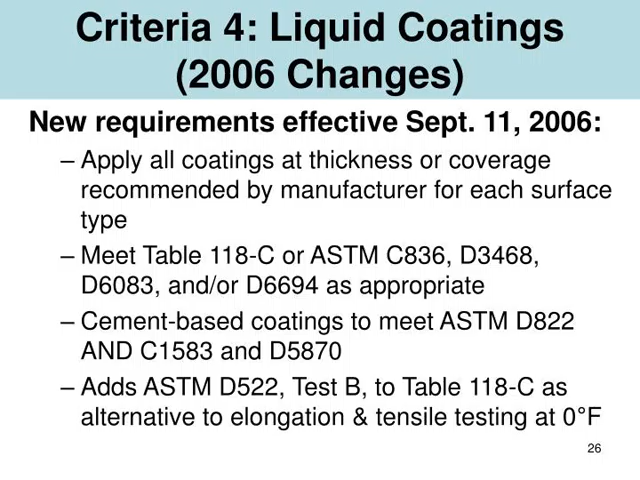 Criteria 4: Liquid Coatings
(2006 Changes)
New requirements effective Sept. 11, 2006:
– Apply all coatings at thickness or coverage
recommended by manufacturer for each surface
type
– Meet Table 118-C or ASTM C836, D3468,
D6083, and/or D6694 as appropriate
– Cement-based coatings to meet ASTM D822
AND C1583 and D5870
– Adds ASTM D522, Test B, to Table 118-C as
alternative to elongation & tensile testing at 0°F
26